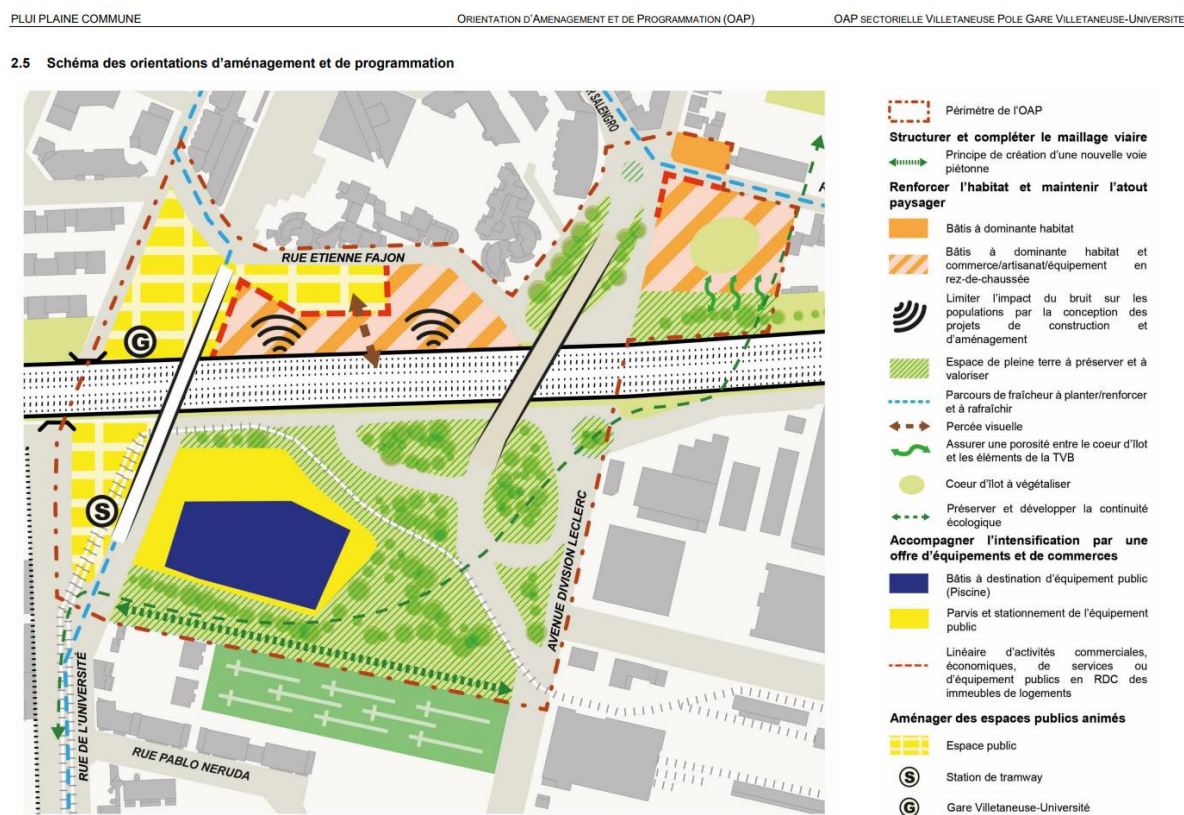 PLUI PLAINE COMMUNE
ORIENTATION D'AMENAGEMENT ET DE PROGRAMMATION (OAP)
OAP SECTORIELLE VILLETANEUSE POLE GARE VILLETANEUSE-UNIVERSITE
2.5 Schéma des orientations d'aménagement et de programmation
SALENGRO
RUE ETIENNE FAJON
G
S
AVENUE DIVISION LECLERC
RUE DE L'UNIVERSITÉ
RUE PABLO NERUDA
Périmètre de l'OAP
Structurer et compléter le maillage viaire
Principe de création d'une nouvelle voie
piétonne
Renforcer l'habitat et maintenir l'atout
paysager
Bâtis à dominante habitat
Bâtis à dominante habitat et
commerce/artisanat/équipement en
rez-de-chaussée
Limiter l'impact du bruit sur les
populations par la conception des
projets de construction et
d'aménagement
Espace de pleine terre à préserver et à
valoriser
Parcours de fraîcheur à planter/renforcer
et à rafraîchir
Percée visuelle
Assurer une porosité entre le coeur d'îlot
et les éléments de la TVB
Coeur d'îlot à végétaliser
Préserver et développer la continuité
écologique
Accompagner l'intensification par une
offre d'équipements et de commerces
Bâtis à destination d'équipement public
(Piscine)
Parvis et stationnement de l'équipement
public
Linéaire d'activités commerciales,
économiques, de services ou
d'équipement publics en RDC des
immeubles de logements
Aménager des espaces publics animés
Espace public
S Station de tramway
G Gare Villetaneuse-Université